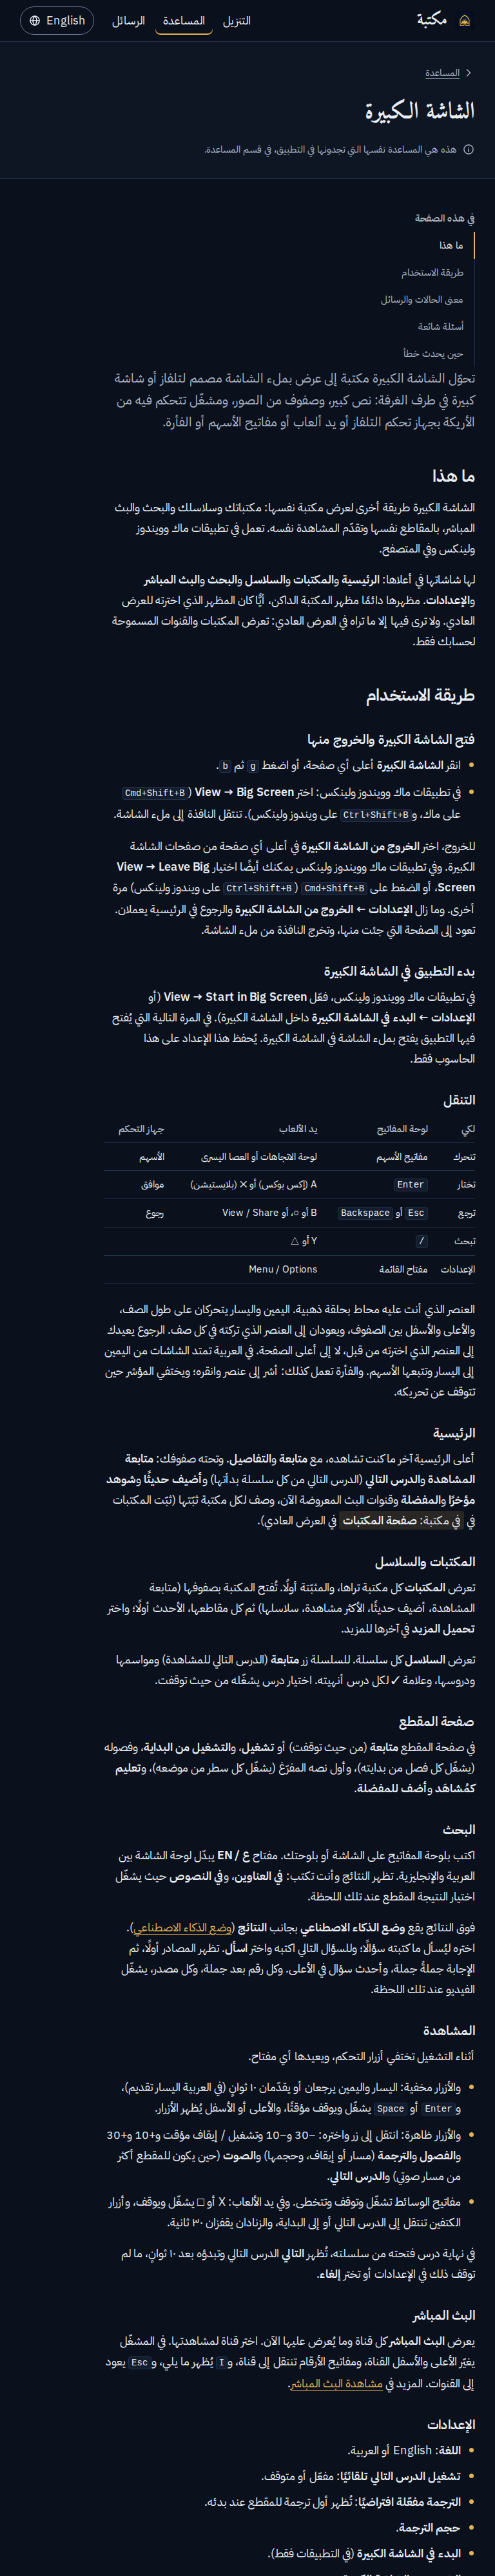 مكتبة
التنزيل
المساعدة
الرسائل
English
المساعدة
الشاشة الكبيرة
هذه هي المساعدة نفسها التي تجدونها في التطبيق، في قسم المساعدة.
في هذه الصفحة
ما هذا
طريقة الاستخدام
معنى الحالات والرسائل
أسئلة شائعة
حين يحدث خطأ
تحوّل الشاشة الكبيرة مكتبة إلى عرض بملء الشاشة مصمم لتلفاز أو شاشة
كبيرة في طرف الغرفة: نص كبير، وصفوف من الصور، ومشغّل تتحكم فيه من
الأريكة بجهاز تحكم التلفاز أو يد ألعاب أو مفاتيح الأسهم أو الفأرة.
ما هذا
الشاشة الكبيرة طريقة أخرى لعرض مكتبة نفسها: مكتباتك وسلاسلك والبحث والبث
المباشر، بالمقاطع نفسها وتقدّم المشاهدة نفسه. تعمل في تطبيقات ماك وويندوز
ولينكس وفي المتصفح.
لها شاشاتها في أعلاها: الرئيسية والمكتبات والسلاسل والبحث والبث المباشر
والإعدادات. مظهرها دائمًا مظهر المكتبة الداكن، أيًّا كان المظهر الذي اخترته للعرض
العادي. ولا ترى فيها إلا ما تراه في العرض العادي: تعرض المكتبات والقنوات المسموحة
لحسابك فقط.
طريقة الاستخدام
فتح الشاشة الكبيرة والخروج منها
انقر الشاشة الكبيرة أعلى أي صفحة، أو اضغط g ثم b.
في تطبيقات ماك وويندوز ولينكس: اختر View → Big Screen (Cmd+Shift+B
على ماك، وCtrl+Shift+B على ويندوز ولينكس). تنتقل النافذة إلى ملء الشاشة.
للخروج، اختر الخروج من الشاشة الكبيرة في أعلى أي صفحة من صفحات الشاشة
الكبيرة. وفي تطبيقات ماك وويندوز ولينكس يمكنك أيضًا اختيار View → Leave Big
Screen، أو الضغط على Cmd+Shift+B (Ctrl+Shift+B على ويندوز ولينكس) مرة
أخرى. وما زال الإعدادات ← الخروج من الشاشة الكبيرة والرجوع في الرئيسية يعملان.
تعود إلى الصفحة التي جئت منها، وتخرج النافذة من ملء الشاشة.
بدء التطبيق في الشاشة الكبيرة
في تطبيقات ماك وويندوز ولينكس، فعّل View → Start in Big Screen (أو
الإعدادات ← البدء في الشاشة الكبيرة داخل الشاشة الكبيرة). في المرة التالية التي يُفتح
فيها التطبيق يفتح بملء الشاشة في الشاشة الكبيرة. يُحفظ هذا الإعداد على هذا
الحاسوب فقط.
التنقل
لكي لوحة المفاتيح يد الألعاب جهاز التحكم
تتحرك مفاتيح الأسهم لوحة الاتجاهات أو العصا اليسرى الأسهم
تختار Enter A (إكس بوكس) أو ✕ (بلايستيشن) موافق
ترجع Esc أو Backspace B أو ○، أو View / Share رجوع
تبحث / Y أو △
الإعدادات مفتاح القائمة Menu / Options
العنصر الذي أنت عليه محاط بحلقة ذهبية. اليمين واليسار يتحركان على طول الصف،
والأعلى والأسفل بين الصفوف، ويعودان إلى العنصر الذي تركته في كل صف. الرجوع يعيدك
إلى العنصر الذي اخترته من قبل، لا إلى أعلى الصفحة. في العربية تمتد الشاشات من اليمين
إلى اليسار وتتبعها الأسهم. والفأرة تعمل كذلك: أشر إلى عنصر وانقره؛ ويختفي المؤشر حين
تتوقف عن تحريكه.
الرئيسية
أعلى الرئيسية آخر ما كنت تشاهده، مع متابعة والتفاصيل. وتحته صفوفك: متابعة
المشاهدة والدرس التالي (الدرس التالي من كل سلسلة بدأتها) وأضيف حديثًا وشوهد
مؤخرًا والمفضلة وقنوات البث المعروضة الآن، وصف لكل مكتبة ثبّتها (ثبّت المكتبات
في في مكتبة: صفحة المكتبات في العرض العادي).
المكتبات والسلاسل
تعرض المكتبات كل مكتبة تراها، والمثبّتة أولًا. تُفتح المكتبة بصفوفها (متابعة
المشاهدة، أضيف حديثًا، الأكثر مشاهدة، سلاسلها) ثم كل مقاطعها، الأحدث أولًا؛ واختر
تحميل المزيد في آخرها للمزيد.
تعرض السلاسل كل سلسلة. للسلسلة زر متابعة (الدرس التالي للمشاهدة) ومواسمها
ودروسها، وعلامة ✓ لكل درس أنهيته. اختيار درس يشغّله من حيث توقفت.
صفحة المقطع
في صفحة المقطع متابعة (من حيث توقفت) أو تشغيل، والتشغيل من البداية، وفصوله
(يشغّل كل فصل من بدايته)، وأول نصه المفرّغ (يشغّل كل سطر من موضعه)، وتعليم
كمُشاهَد وأضف للمفضلة.
البحث
اكتب بلوحة المفاتيح على الشاشة أو بلوحتك. مفتاح ع / EN يبدّل لوحة الشاشة بين
العربية والإنجليزية. تظهر النتائج وأنت تكتب: في العناوين، وفي النصوص حيث يشغّل
اختيار النتيجة المقطع عند تلك اللحظة.
فوق النتائج يقع وضع الذكاء الاصطناعي بجانب النتائج (وضع الذكاء الاصطناعي).
اختره ليُسأل ما كتبته سؤالًا؛ وللسؤال التالي اكتبه واختر اسأل. تظهر المصادر أولًا، ثم
الإجابة جملةً جملة، وأحدث سؤال في الأعلى. وكل رقم بعد جملة، وكل مصدر، يشغّل
الفيديو عند تلك اللحظة.
المشاهدة
أثناء التشغيل تختفي أزرار التحكم، ويعيدها أي مفتاح.
والأزرار مخفية: اليسار واليمين يرجعان أو يقدّمان ١٠ ثوانٍ (في العربية اليسار تقديم)،
وEnter أو Space يشغّل ويوقف مؤقتًا، والأعلى أو الأسفل يُظهر الأزرار.
والأزرار ظاهرة: انتقل إلى زر واختره: −30 و−10 وتشغيل / إيقاف مؤقت و+10 و+30
والفصول والترجمة (مسار أو إيقاف، وحجمها) والصوت (حين يكون للمقطع أكثر
من مسار صوتي) والدرس التالي.
مفاتيح الوسائط تشغّل وتوقف وتتخطى. وفي يد الألعاب: X أو □ يشغّل ويوقف، وأزرار
الكتفين تنتقل إلى الدرس التالي أو إلى البداية، والزنادان يقفزان ٣٠ ثانية.
في نهاية درس فتحته من سلسلته، تُظهر التالي الدرس التالي وتبدؤه بعد ١٠ ثوانٍ، ما لم
توقف ذلك في الإعدادات أو تختر إلغاء.
البث المباشر
يعرض البث المباشر كل قناة وما يُعرض عليها الآن. اختر قناة لمشاهدتها. في المشغّل
يغيّر الأعلى والأسفل القناة، ومفاتيح الأرقام تنتقل إلى قناة، وI يُظهر ما يلي، وEsc يعود
إلى القنوات. المزيد في مشاهدة البث المباشر.
الإعدادات
اللغة: English أو العربية.
تشغيل الدرس التالي تلقائيًا: مفعّل أو متوقف.
الترجمة مفعّلة افتراضيًا: تُظهر أول ترجمة للمقطع عند بدئه.
حجم الترجمة.
البدء في الشاشة الكبيرة (في التطبيقات فقط).